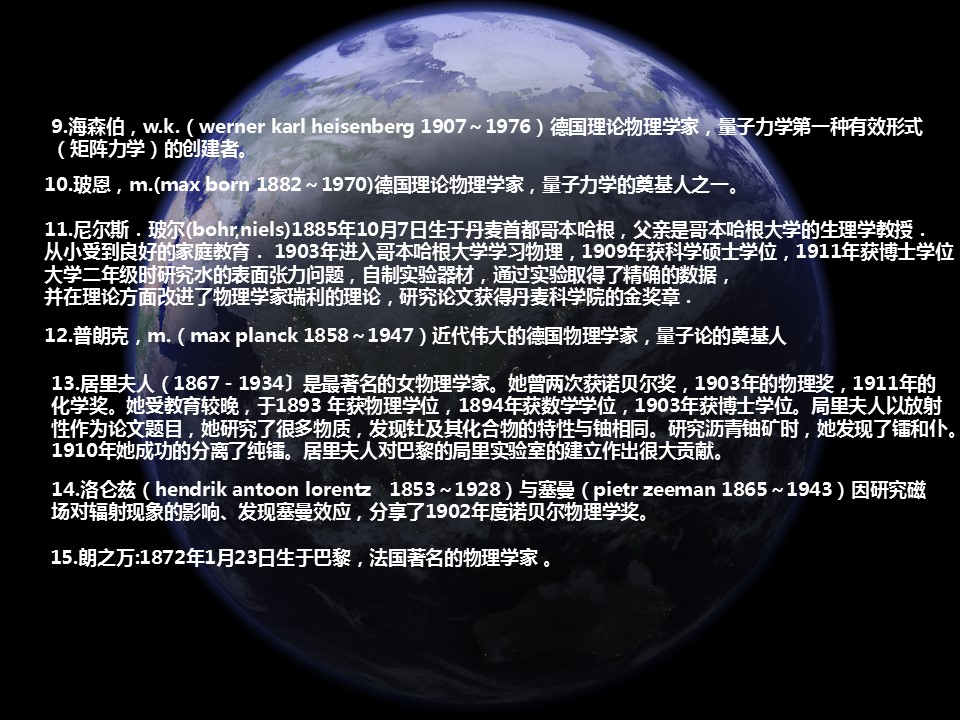 9.海森伯，w.k.（werner karl heisenberg 1907～1976）德国理论物理学家，量子力学第一种有效形式
（矩阵力学）的创建者。
10.玻恩，m.(max born 1882～1970)德国理论物理学家，量子力学的奠基人之一。
11.尼尔斯．玻尔(bohr,niels)1885年10月7日生于丹麦首都哥本哈根，父亲是哥本哈根大学的生理学教授．
从小受到良好的家庭教育． 1903年进入哥本哈根大学学习物理，1909年获科学硕士学位，1911年获博士学位
大学二年级时研究水的表面张力问题，自制实验器材，通过实验取得了精确的数据，
并在理论方面改进了物理学家瑞利的理论，研究论文获得丹麦科学院的金奖章．
12.普朗克，m.（max planck 1858～1947）近代伟大的德国物理学家，量子论的奠基人
13.居里夫人（1867－1934〕是最著名的女物理学家。她曾两次获诺贝尔奖，1903年的物理奖，1911年的
化学奖。她受教育较晚，于1893 年获物理学位，1894年获数学学位，1903年获博士学位。局里夫人以放射
性作为论文题目，她研究了很多物质，发现钍及其化合物的特性与铀相同。研究沥青铀矿时，她发现了镭和仆。
1910年她成功的分离了纯镭。居里夫人对巴黎的局里实验室的建立作出很大贡献。
14.洛仑兹（hendrik antoon lorentz　1853～1928）与塞曼（pietr zeeman 1865～1943）因研究磁
场对辐射现象的影响、发现塞曼效应，分享了1902年度诺贝尔物理学奖。
15.朗之万:1872年1月23日生于巴黎，法国著名的物理学家 。